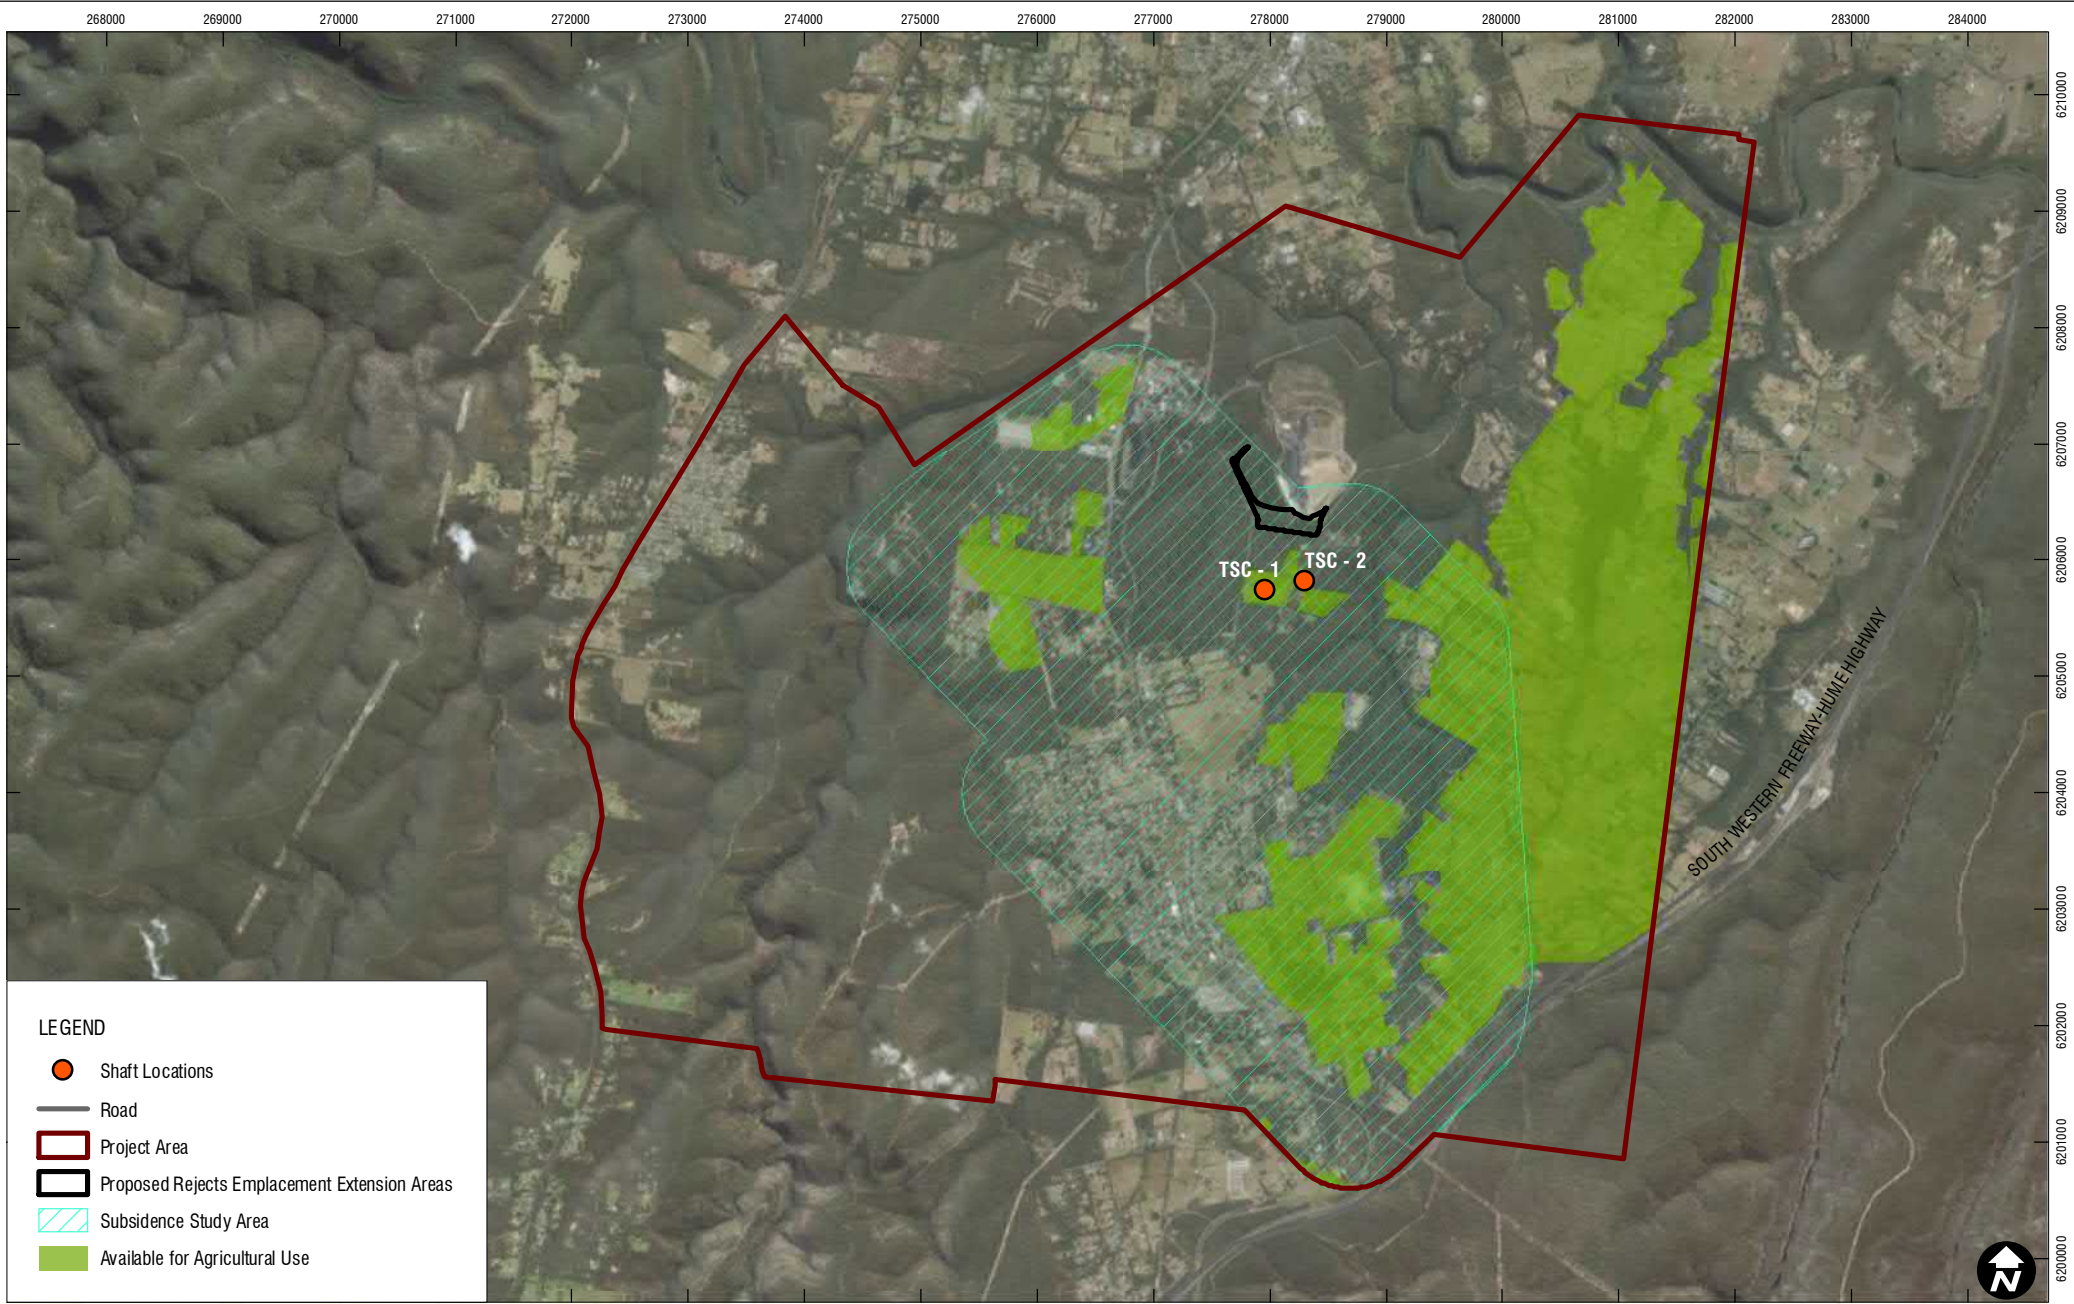 268000 269000 270000 271000 272000 273000 274000 275000 276000 277000 278000 279000 280000 281000 282000 283000 284000
6210000
6209000
6208000
6207000
6206000
6205000
6204000
6203000
6202000
6201000
6200000
TSC - 1
TSC - 2
SOUTH WESTERN FREEWAY-HUME HIGHWAY
LEGEND
Shaft Locations
Road
Project Area
Proposed Rejects Emplacement Extension Areas
Subsidence Study Area
Available for Agricultural Use
N